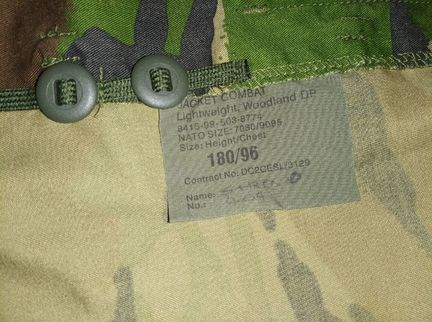 JACKET COMBAT
Lightweight, Woodland DP
8415-99-503-8774
NATO SIZE: 7080/9095
Size: Height/Chest
180/96
Contract No: DC2CESL/3129
Name:
No.: